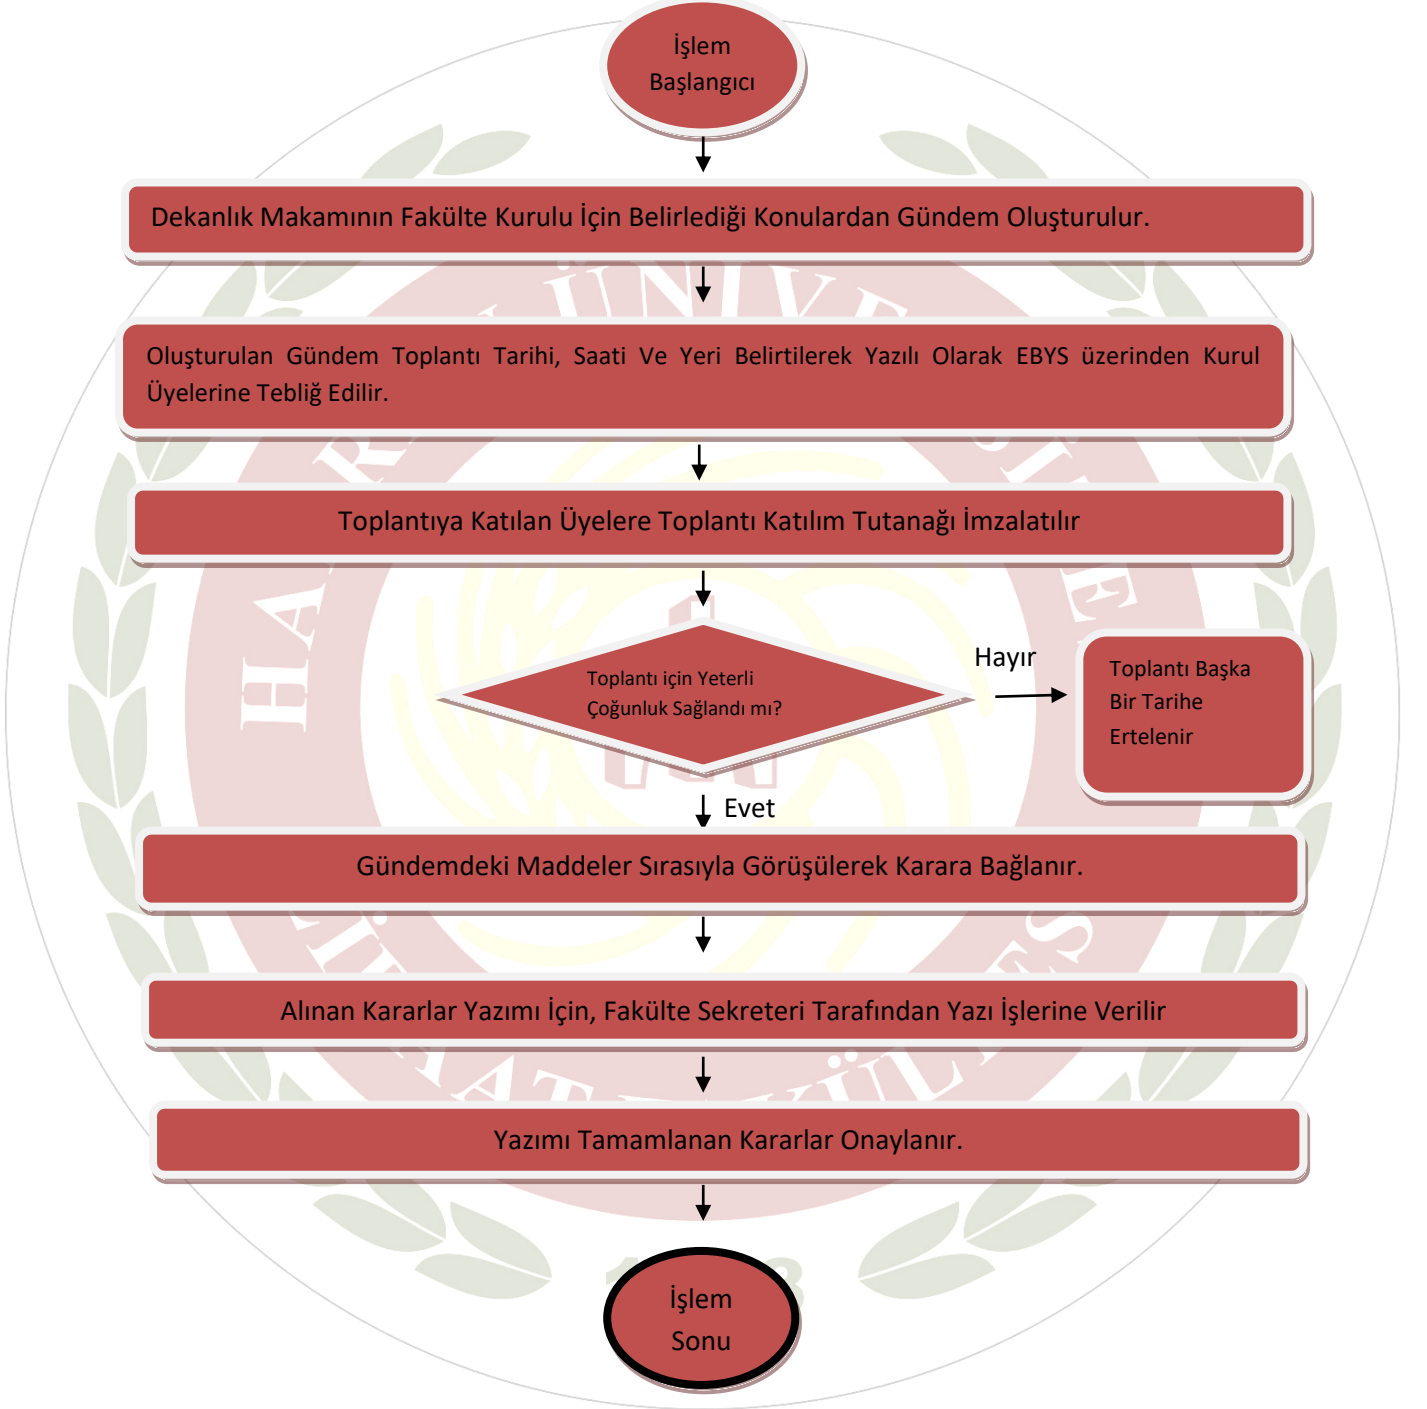 İşlem
Başlangıcı
Dekanlık Makamının Fakülte Kurulu İçin Belirlediği Konulardan Gündem Oluşturulur.
Oluşturulan Gündem Toplantı Tarihi, Saati Ve Yeri Belirtilerek Yazılı Olarak EBYS üzerinden Kurul
Üyelerine Tebliğ Edilir.
Toplantıya Katılan Üyelere Toplantı Katılım Tutanağı İmzalatılır
Toplantı için Yeterli
Çoğunluk Sağlandı mı?
Hayır
Toplantı Başka
Bir Tarihe
Ertelenir
Evet
Gündemdeki Maddeler Sırasıyla Görüşülerek Karara Bağlanır.
Alınan Kararlar Yazımı İçin, Fakülte Sekreteri Tarafından Yazı İşlerine Verilir
Yazımı Tamamlanan Kararlar Onaylanır.
İşlem
Sonu